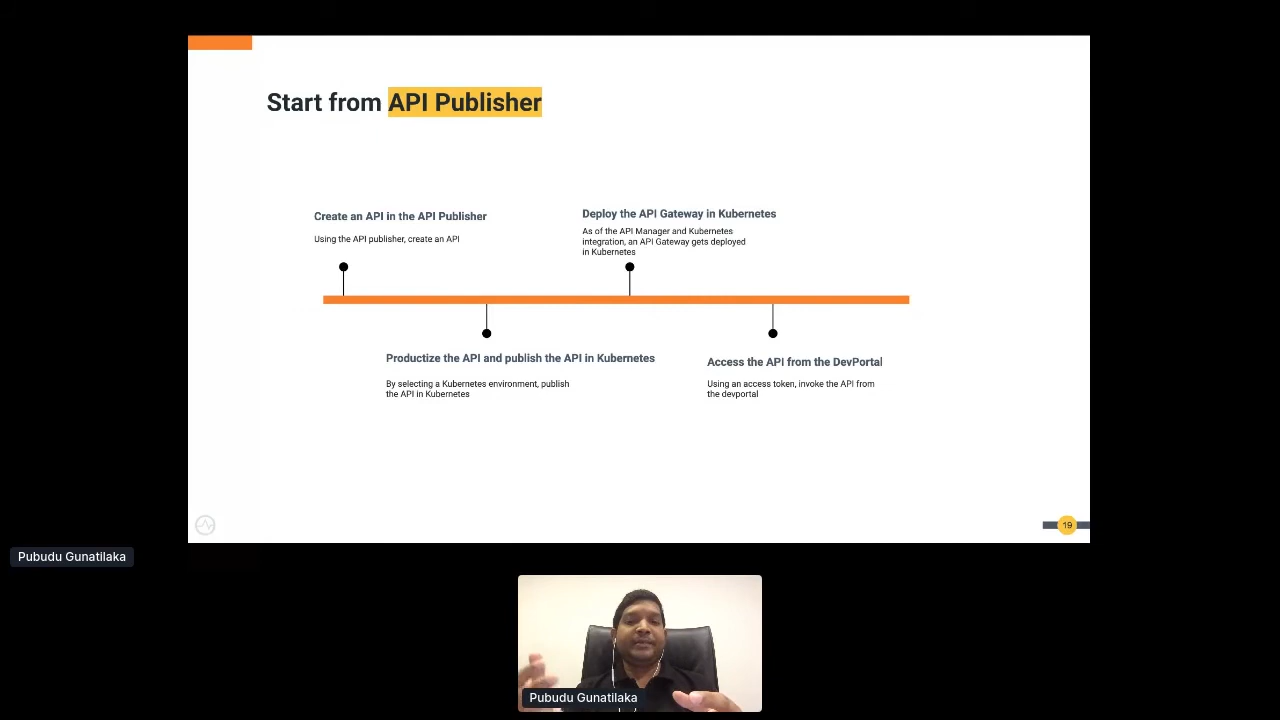 Start from API Publisher
Create an API in the API Publisher
Using the API publisher, create an API
Deploy the API Gateway in Kubernetes
As of the API Manager and Kubernetes
integration, an API Gateway gets deployed
in Kubernetes
Productize the API and publish the API in Kubernetes
By selecting a Kubernetes environment, publish
the API in Kubernetes
Access the API from the DevPortal
Using an access token, invoke the API from
the devportal
19
Pubudu Gunatilaka
Pubudu Gunatilaka